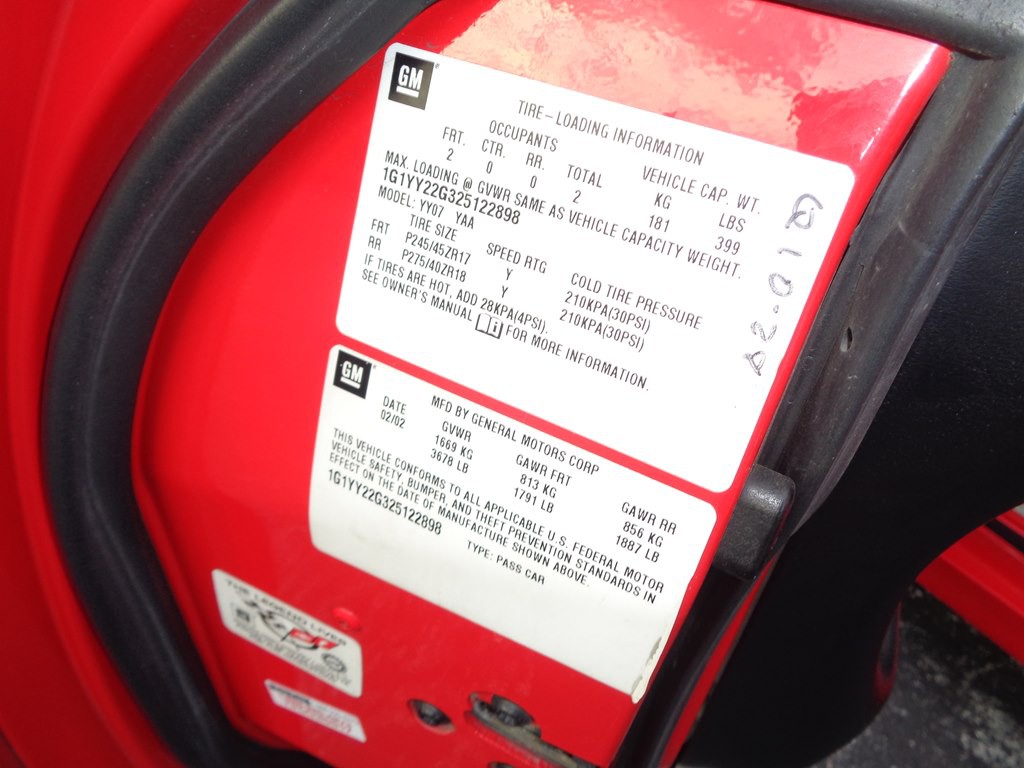 GM
TIRE-LOADING INFORMATION
OCCUPANTS VEHICLE CAP. WT.
FRT. CTR. RR. TOTAL KG LBS
2 0 0 2 181 399
MAX. LOADING @ GVWR SAME AS VEHICLE CAPACITY WEIGHT.
1G1YY22G325122898
MODEL: YY07 YAA
TIRE SIZE SPEED RTG COLD TIRE PRESSURE
FRT P245/45ZR17 Y 210KPA(30PSI)
RR P275/40ZR18 Y 210KPA(30PSI)
IF TIRES ARE HOT, ADD 28KPA(4PSI).
SEE OWNER'S MANUAL FOR MORE INFORMATION.
GM
MFD BY GENERAL MOTORS CORP
DATE GVWR GAWR FRT GAWR RR
02/02 1669 KG 813 KG 856 KG
3678 LB 1791 LB 1887 LB
THIS VEHICLE CONFORMS TO ALL APPLICABLE U.S. FEDERAL MOTOR
VEHICLE SAFETY, BUMPER, AND THEFT PREVENTION STANDARDS IN
EFFECT ON THE DATE OF MANUFACTURE SHOWN ABOVE.
1G1YY22G325122898 TYPE: PASS CAR
THE LEGEND LIVES